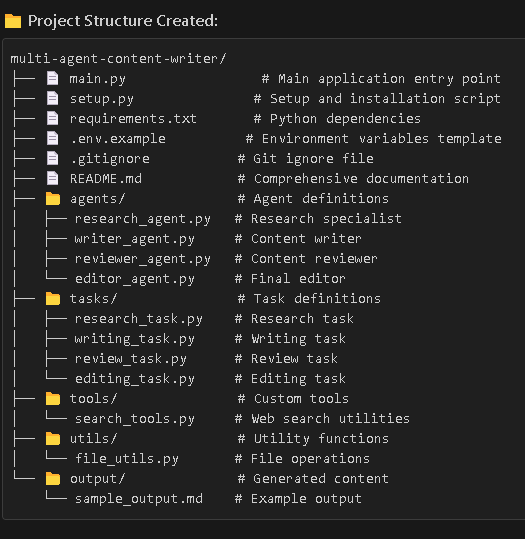 📁 Project Structure Created:
multi-agent-content-writer/
├── 📄 main.py                 # Main application entry point
├── 📄 setup.py               # Setup and installation script
├── 📄 requirements.txt       # Python dependencies
├── 📄 .env.example          # Environment variables template
├── 📄 .gitignore           # Git ignore file
├── 📄 README.md            # Comprehensive documentation
├── 📁 agents/              # Agent definitions
│   ├── research_agent.py   # Research specialist
│   ├── writer_agent.py     # Content writer
│   ├── reviewer_agent.py   # Content reviewer
│   └── editor_agent.py     # Final editor
├── 📁 tasks/               # Task definitions
│   ├── research_task.py    # Research task
│   ├── writing_task.py     # Writing task
│   ├── review_task.py      # Review task
│   └── editing_task.py     # Editing task
├── 📁 tools/               # Custom tools
│   └── search_tools.py     # Web search utilities
├── 📁 utils/               # Utility functions
│   └── file_utils.py       # File operations
└── 📁 output/              # Generated content
    └── sample_output.md    # Example output